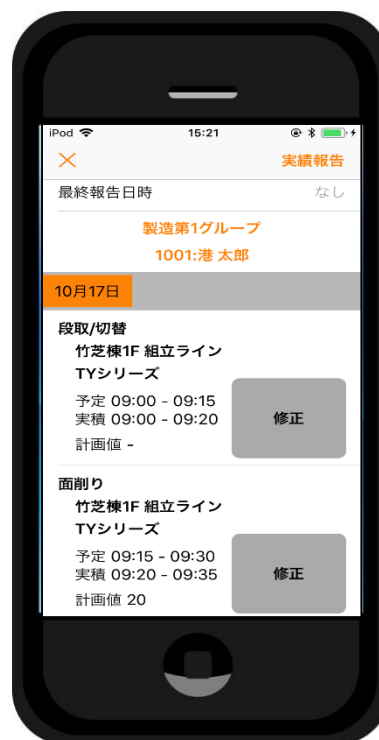 iPod 15:21
実績報告
最終報告日時 なし
製造第1グループ
1001:港 太郎
10月17日
段取/切替
竹芝棟1F 組立ライン
TYシリーズ
予定 09:00 - 09:15
実積 09:00 - 09:20
修正
計画値 -
面削り
竹芝棟1F 組立ライン
TYシリーズ
予定 09:15 - 09:30
実積 09:20 - 09:35
修正
計画値 20